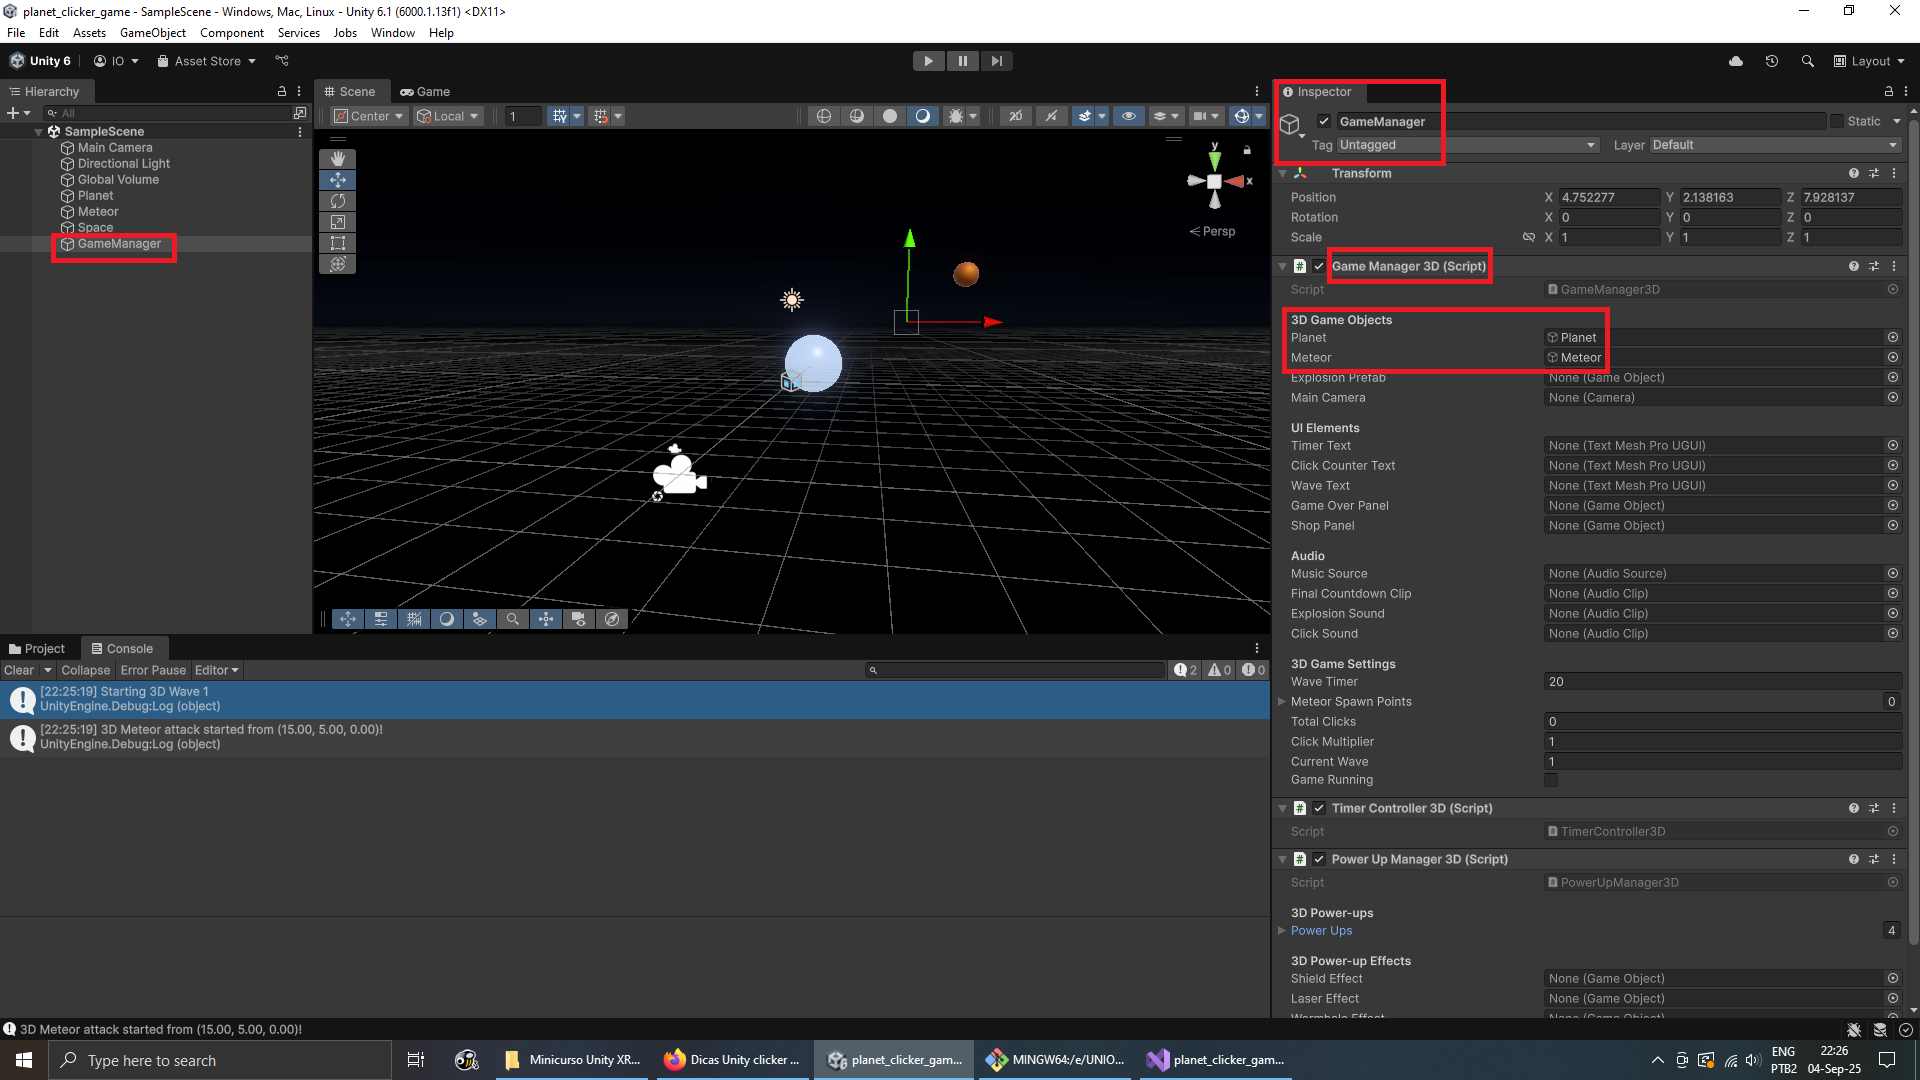 planet_clicker_game - SampleScene - Windows, Mac, Linux - Unity 6.1 (6000.1.13f1) <DX11>
File Edit Assets GameObject Component Services Jobs Window Help
Unity 6 IO Asset Store Layout
Hierarchy
All
SampleScene
Main Camera
Directional Light
Global Volume
Planet
Meteor
Space
GameManager
Scene Game
Center Local 1 2D
y
x
Persp
Inspector
GameManager Static
Tag Untagged Layer Default
Transform
Position X 4.752277 Y 2.138163 Z 7.928137
Rotation X 0 Y 0 Z 0
Scale X 1 Y 1 Z 1
# Game Manager 3D (Script)
Script GameManager3D
3D Game Objects
Planet Planet
Meteor Meteor
Explosion Prefab None (Game Object)
Main Camera None (Camera)
UI Elements
Timer Text None (Text Mesh Pro UGUI)
Click Counter Text None (Text Mesh Pro UGUI)
Wave Text None (Text Mesh Pro UGUI)
Game Over Panel None (Game Object)
Shop Panel None (Game Object)
Audio
Music Source None (Audio Source)
Final Countdown Clip None (Audio Clip)
Explosion Sound None (Audio Clip)
Click Sound None (Audio Clip)
3D Game Settings
Wave Timer 20
Meteor Spawn Points 0
Total Clicks 0
Click Multiplier 1
Current Wave 1
Game Running
# Timer Controller 3D (Script)
Script TimerController3D
# Power Up Manager 3D (Script)
Script PowerUpManager3D
3D Power-ups
Power Ups 4
3D Power-up Effects
Shield Effect None (Game Object)
Laser Effect None (Game Object)
Wormhole Effect None (Game Object)
Project Console
Clear Collapse Error Pause Editor 2 0 0
[22:25:19] Starting 3D Wave 1
UnityEngine.Debug:Log (object)
[22:25:19] 3D Meteor attack started from (15.00, 5.00, 0.00)!
UnityEngine.Debug:Log (object)
3D Meteor attack started from (15.00, 5.00, 0.00)!
Type here to search
Minicurso Unity XR...
Dicas Unity clicker ...
planet_clicker_gam...
MINGW64:/e/UNIO...
planet_clicker_gam...
ENG
PTB2
22:26
04-Sep-25